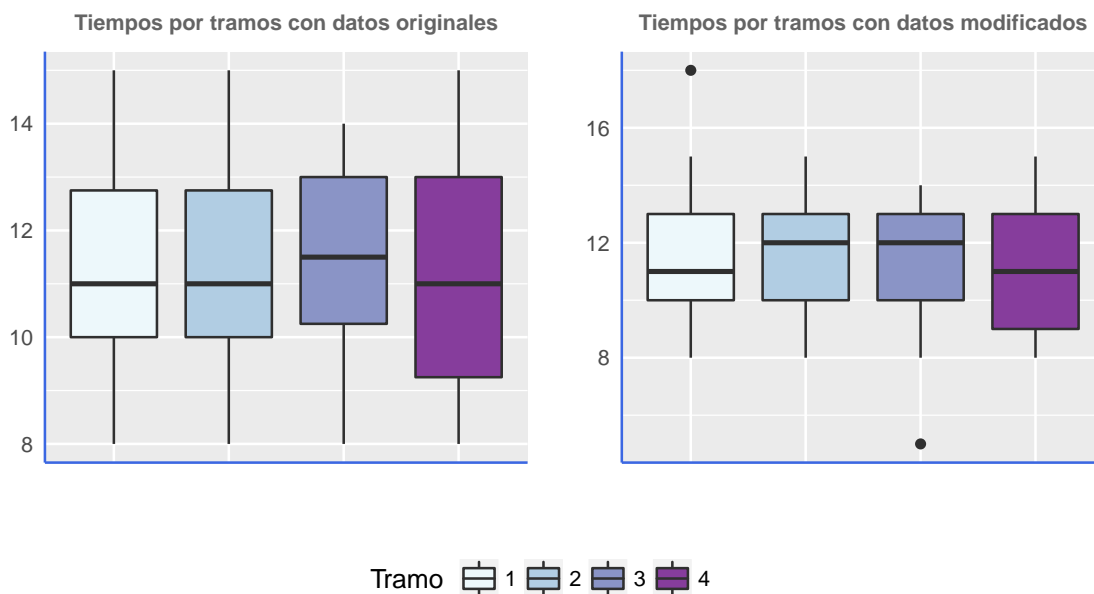 Tiempos por tramos con datos originales
14
12
10
8
Tiempos por tramos con datos modificados
16
12
8
Tramo 1 2 3 4